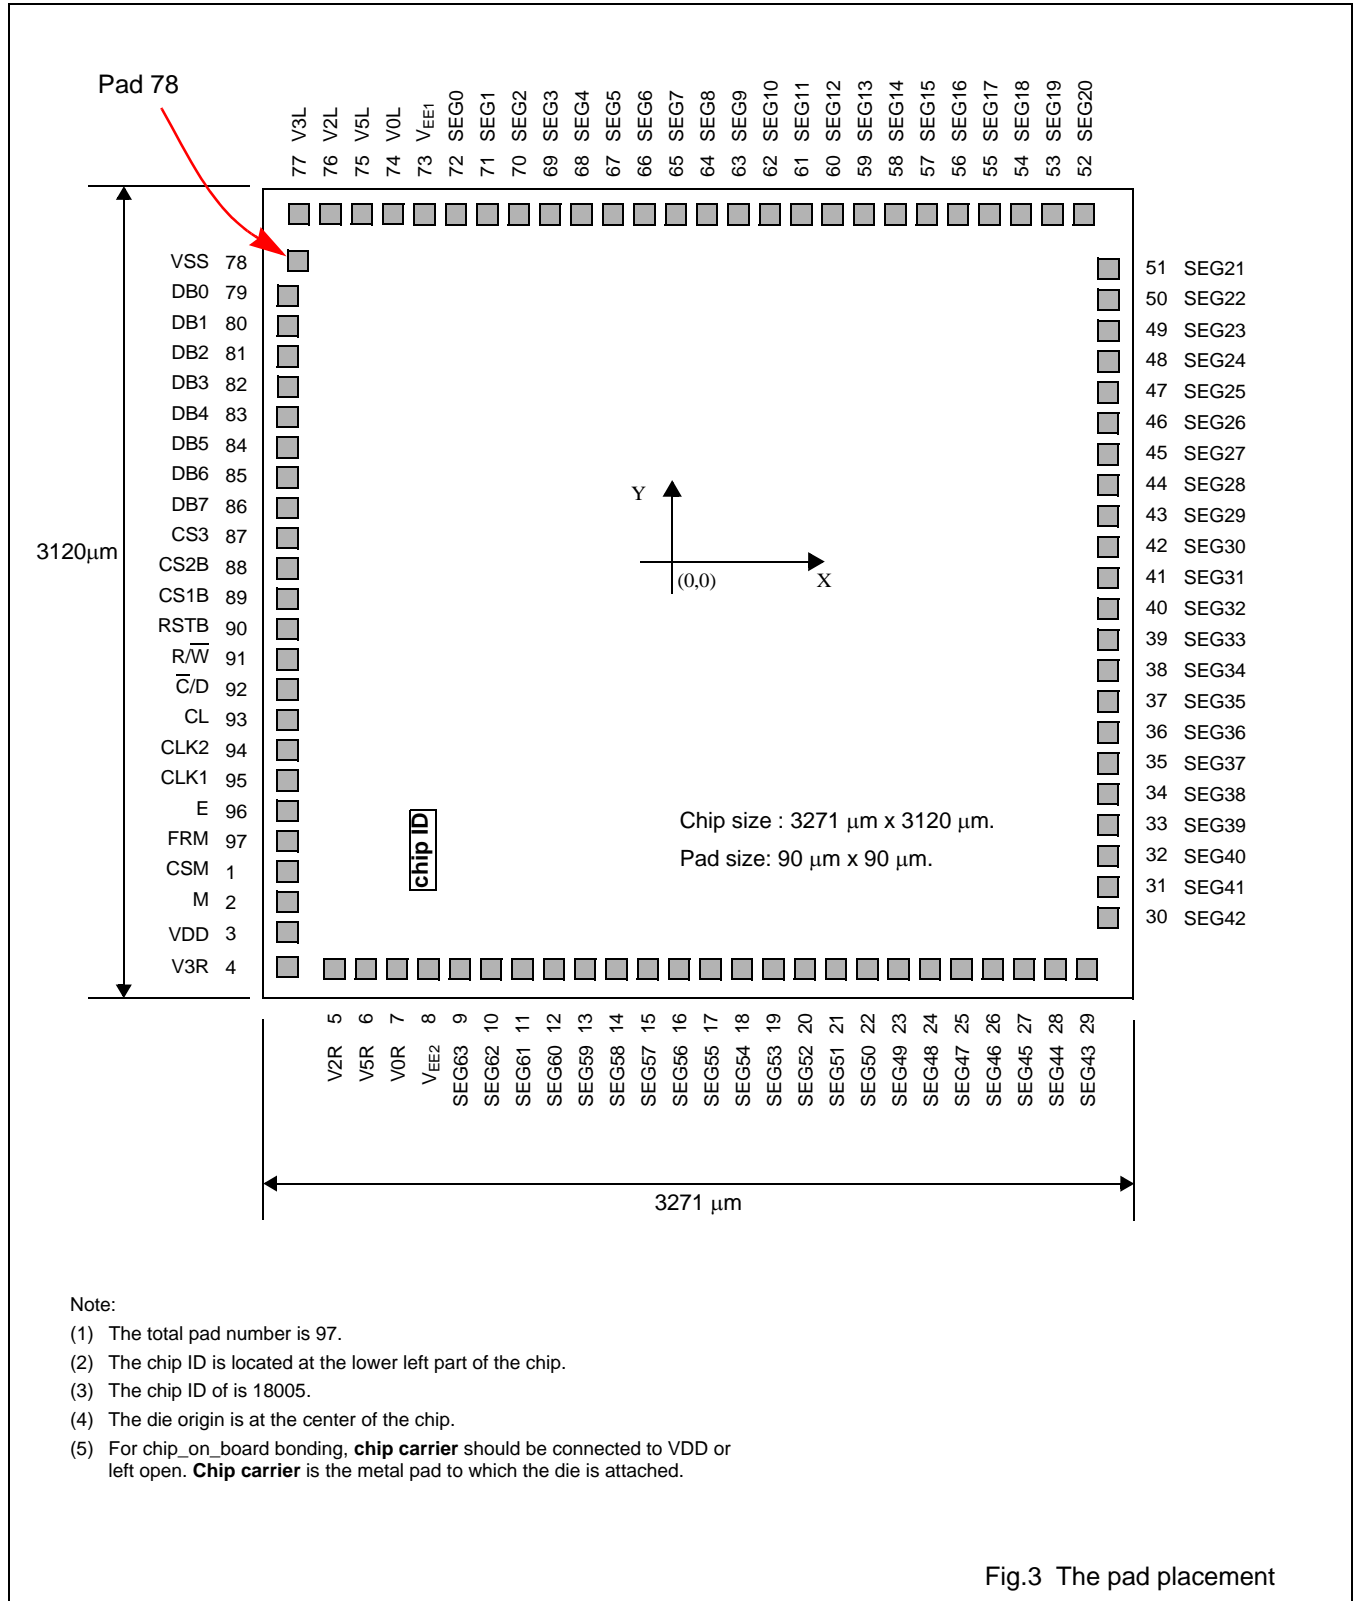 Pad 78
77 V3L
76 V2L
75 V5L
74 V0L
73 VEE1
72 SEG0
71 SEG1
70 SEG2
69 SEG3
68 SEG4
67 SEG5
66 SEG6
65 SEG7
64 SEG8
63 SEG9
62 SEG10
61 SEG11
60 SEG12
59 SEG13
58 SEG14
57 SEG15
56 SEG16
55 SEG17
54 SEG18
53 SEG19
52 SEG20
VSS 78
DB0 79
DB1 80
DB2 81
DB3 82
DB4 83
DB5 84
DB6 85
DB7 86
CS3 87
CS2B 88
CS1B 89
RSTB 90
R/W̅ 91
C̅/D 92
CL 93
CLK2 94
CLK1 95
E 96
FRM 97
CSM 1
M 2
VDD 3
V3R 4
3120μm
Y
(0,0)
X
chip ID
Chip size : 3271 μm x 3120 μm.
Pad size: 90 μm x 90 μm.
51 SEG21
50 SEG22
49 SEG23
48 SEG24
47 SEG25
46 SEG26
45 SEG27
44 SEG28
43 SEG29
42 SEG30
41 SEG31
40 SEG32
39 SEG33
38 SEG34
37 SEG35
36 SEG36
35 SEG37
34 SEG38
33 SEG39
32 SEG40
31 SEG41
30 SEG42
V2R 5
V5R 6
V0R 7
VEE2 8
SEG63 9
SEG62 10
SEG61 11
SEG60 12
SEG59 13
SEG58 14
SEG57 15
SEG56 16
SEG55 17
SEG54 18
SEG53 19
SEG52 20
SEG51 21
SEG50 22
SEG49 23
SEG48 24
SEG47 25
SEG46 26
SEG45 27
SEG44 28
SEG43 29
3271 μm
Note:
(1) The total pad number is 97.
(2) The chip ID is located at the lower left part of the chip.
(3) The chip ID of is 18005.
(4) The die origin is at the center of the chip.
(5) For chip_on_board bonding, chip carrier should be connected to VDD or
left open. Chip carrier is the metal pad to which the die is attached.
Fig.3 The pad placement